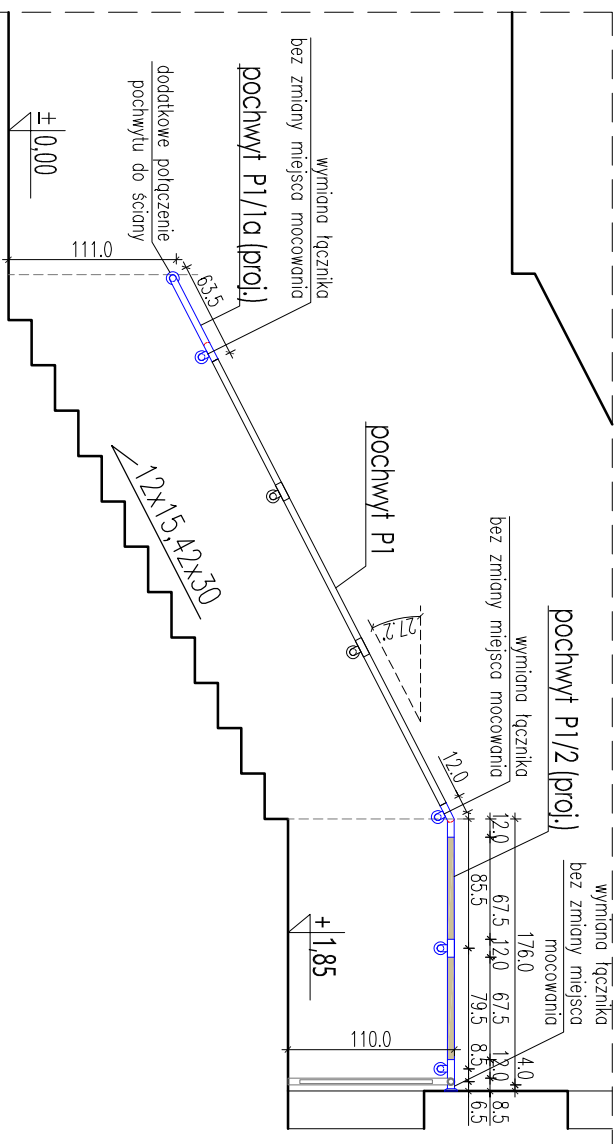 wymiana łącznika
bez zmiany miejsca mocowania
pochwyt P1/1a (proj.)
dodatkowe połączenie
pochwytu do ściany
± 0,00
111.0
63.5
pochwyt P1
12x15,42x30
27.2°
wymiana łącznika
bez zmiany miejsca mocowania
pochwyt P1/2 (proj.)
12.0
wymiana łącznika
bez zmiany miejsca
mocowania
176.0
4.0
12.0
67.5
12.0
67.5
12.0
8.5
85.5
79.5
8.5
6.5
+ 1,85
110.0